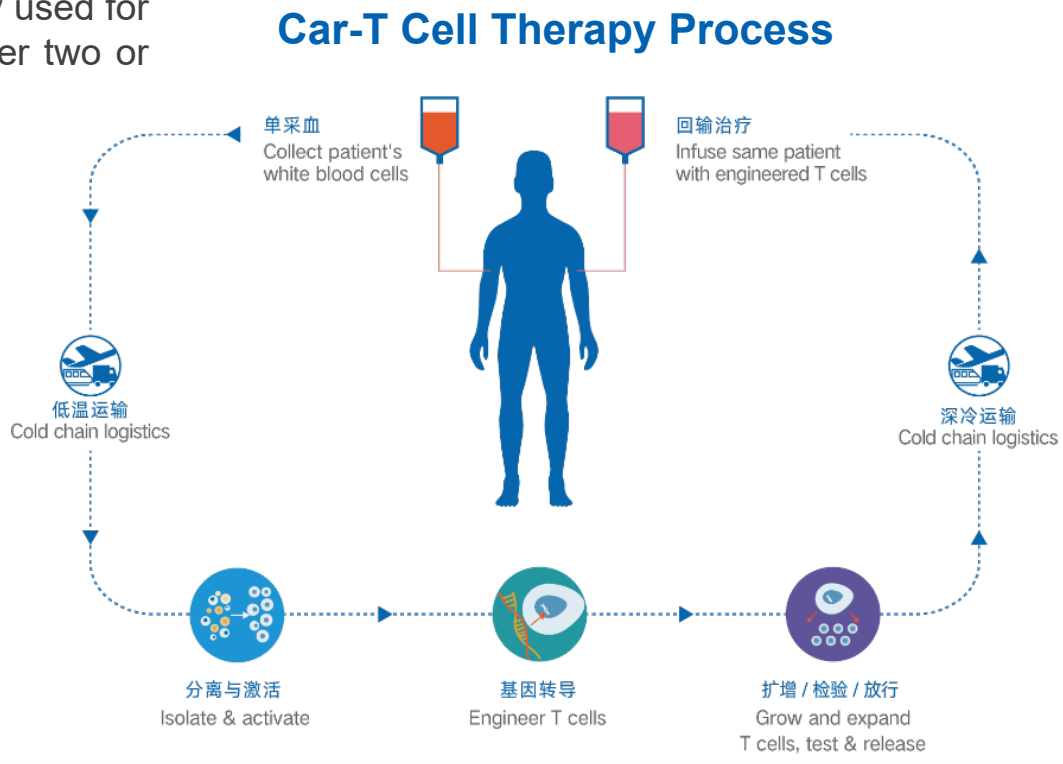 used for
er two or
Car-T Cell Therapy Process
单采血
Collect patient's
white blood cells
回输治疗
Infuse same patient
with engineered T cells
低温运输
Cold chain logistics
深冷运输
Cold chain logistics
分离与激活
Isolate & activate
基因转导
Engineer T cells
扩增 / 检验 / 放行
Grow and expand
T cells, test & release